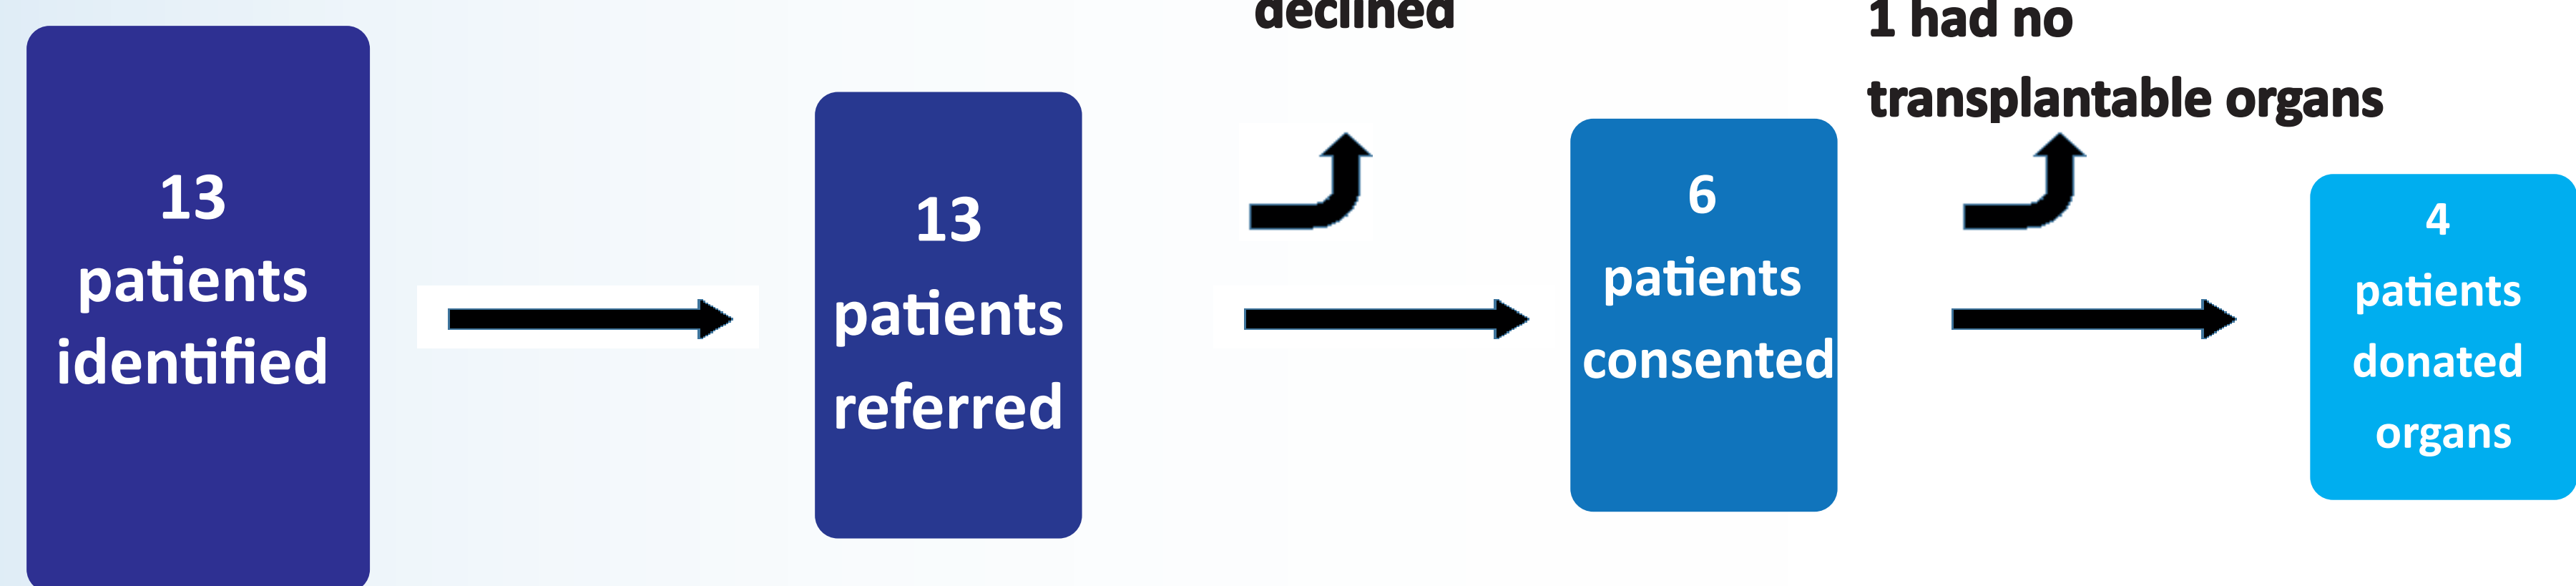 13
patients
identified
13
patients
referred
declined
6
patients
consented
1 had no
transplantable organs
4
patients
donated
organs